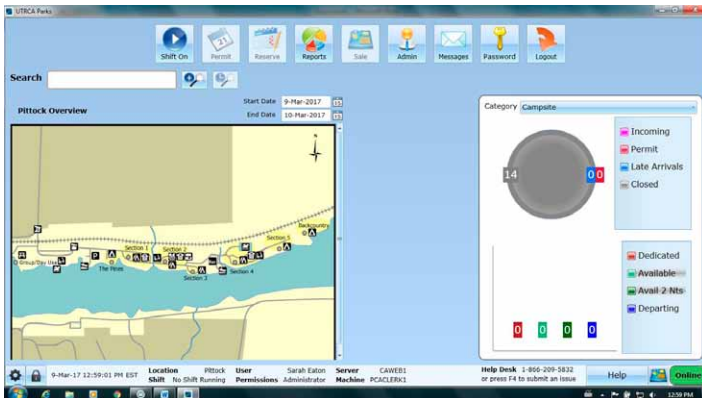 UTRCA Parks
Shift On Permit Reserve Reports Sale Admin Messages Password Logout
Search
Pittock Overview
Start Date 9-Mar-2017
End Date 10-Mar-2017
Category Campsite
14 0 0
Incoming
Permit
Late Arrivals
Closed
N
Backcountry
Section 5
Section 1 Section 2
Group/Day Use
The Pines
Section 4
Section 3
Dedicated
Available
Avail 2 Nts
Departing
0 0 0 0
9-Mar-17 12:59:01 PM EST
Location Pittock User Sarah Eaton Server CAWEB1
Shift No Shift Running Permissions Administrator Machine PCACLERK1
Help Desk 1-866-209-5832
or press F4 to submit an issue
Help
Online
12:59 PM